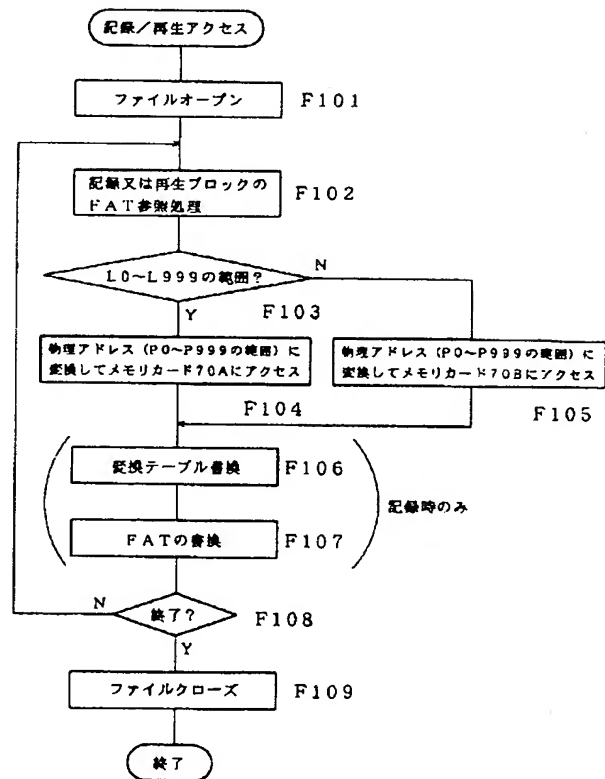 記録／再生アクセス
ファイルオープン
F101
記録又は再生ブロックの
FAT参照処理
F102
L0～L999の範囲？
N
Y
F103
物理アドレス（P0～P999の範囲）に
変換してメモリカード70Aにアクセス
F104
物理アドレス（P0～P999の範囲）に
変換してメモリカード70Bにアクセス
F105
変換テーブル書換
F106
FATの書換
F107
記録時のみ
N
終了？
F108
Y
ファイルクローズ
F109
終了